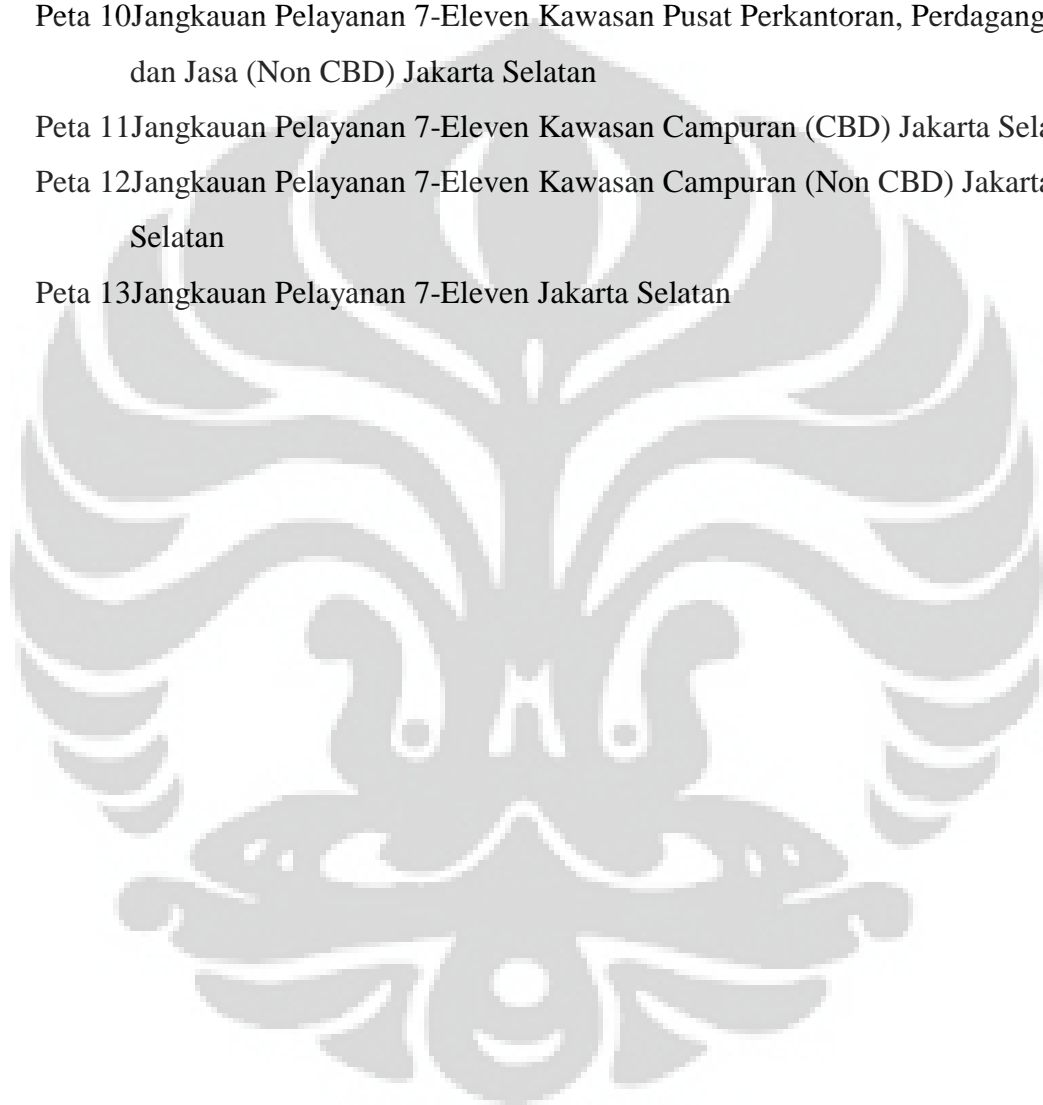 Peta 10Jangkauan Pelayanan 7-Eleven Kawasan Pusat Perkantoran, Perdagang
dan Jasa (Non CBD) Jakarta Selatan
Peta 11Jangkauan Pelayanan 7-Eleven Kawasan Campuran (CBD) Jakarta Sela
Peta 12Jangkauan Pelayanan 7-Eleven Kawasan Campuran (Non CBD) Jakarta
Selatan
Peta 13Jangkauan Pelayanan 7-Eleven Jakarta Selatan